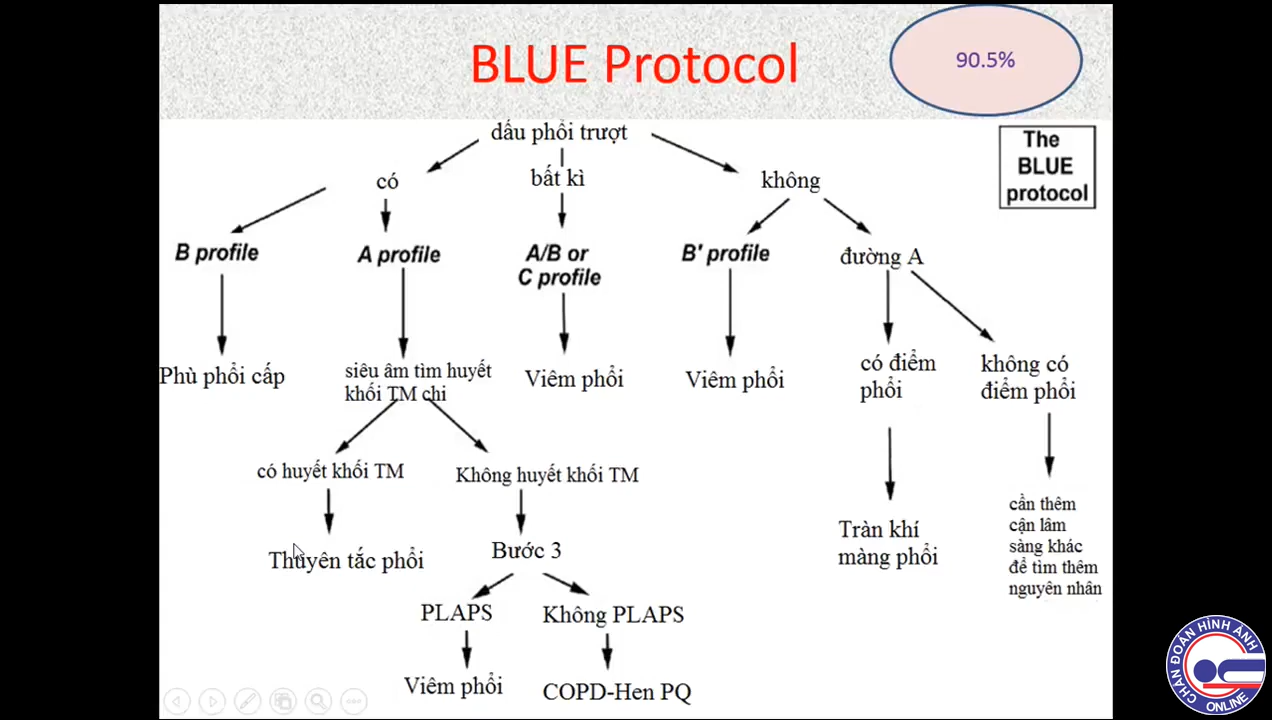 BLUE Protocol
90.5%
The
BLUE
protocol
dấu phổi trượt
có
bất kì
không
B profile
A profile
A/B or
C profile
B' profile
đường A
Phù phổi cấp
siêu âm tìm huyết
khối TM chi
Viêm phổi
Viêm phổi
có điểm
phổi
không có
điểm phổi
có huyết khối TM
Không huyết khối TM
Thuyên tắc phổi
Bước 3
Tràn khí
màng phổi
cần thêm
cận lâm
sàng khác
để tìm thêm
nguyên nhân
PLAPS
Không PLAPS
Viêm phổi
COPD-Hen PQ
CHẨN ĐOÁN HÌNH ẢNH
ONLINE